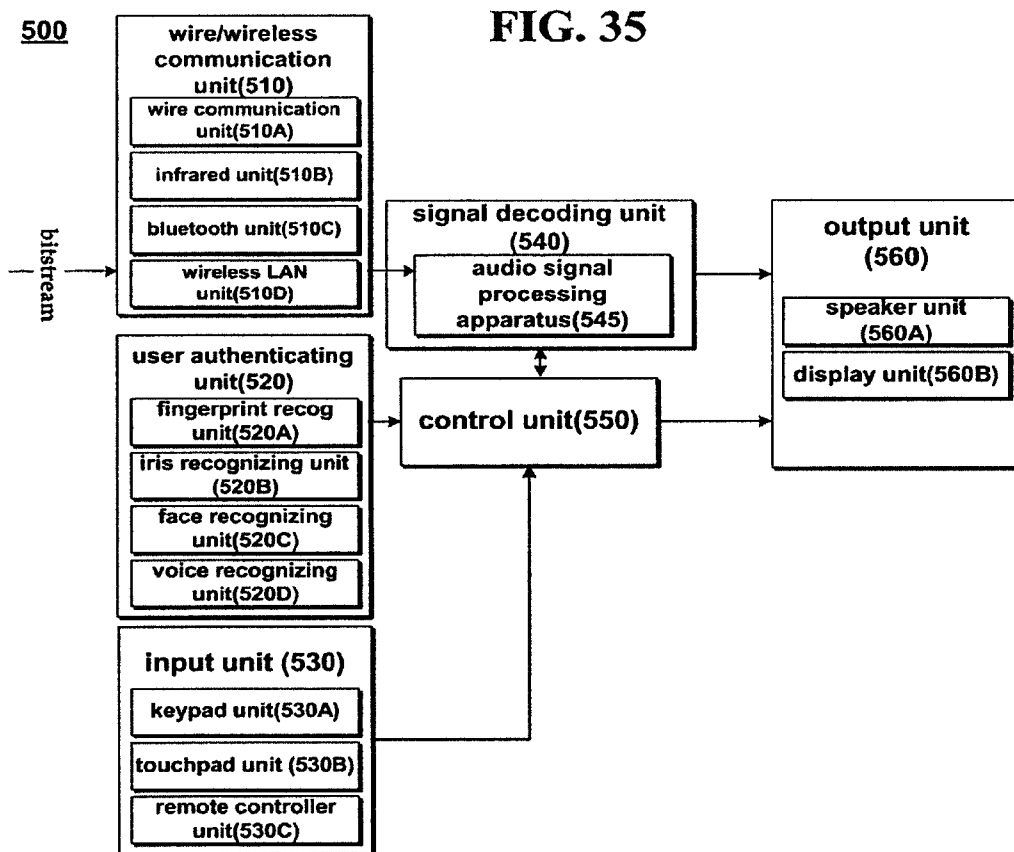 500
FIG. 35
wire/wireless
communication
unit(510)
wire communication
unit(510A)
infrared unit(510B)
bluetooth unit(510C)
wireless LAN
unit(510D)
bitstream
signal decoding unit
(540)
audio signal
processing
apparatus(545)
output unit
(560)
speaker unit
(560A)
display unit(560B)
user authenticating
unit(520)
fingerprint recog
unit(520A)
iris recognizing unit
(520B)
face recognizing
unit(520C)
voice recognizing
unit(520D)
control unit(550)
input unit (530)
keypad unit(530A)
touchpad unit (530B)
remote controller
unit(530C)